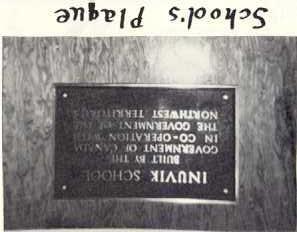 School's Plaque
INUVIK SCHOOL
BUILT BY THE
GOVERNMENT OF CANADA
IN CO-OPERATION WITH
THE GOVERNMENT OF THE
NORTHWEST TERRITORIES